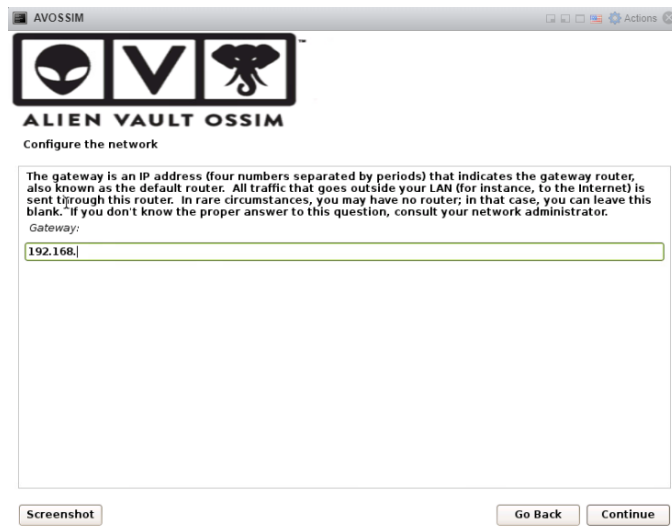 AVOSSIM
Actions
V
™
ALIEN VAULT OSSIM
Configure the network
The gateway is an IP address (four numbers separated by periods) that indicates the gateway router,
also known as the default router. All traffic that goes outside your LAN (for instance, to the Internet) is
sent through this router. In rare circumstances, you may have no router; in that case, you can leave this
blank. If you don't know the proper answer to this question, consult your network administrator.
Gateway:
192.168.
Screenshot
Go Back
Continue